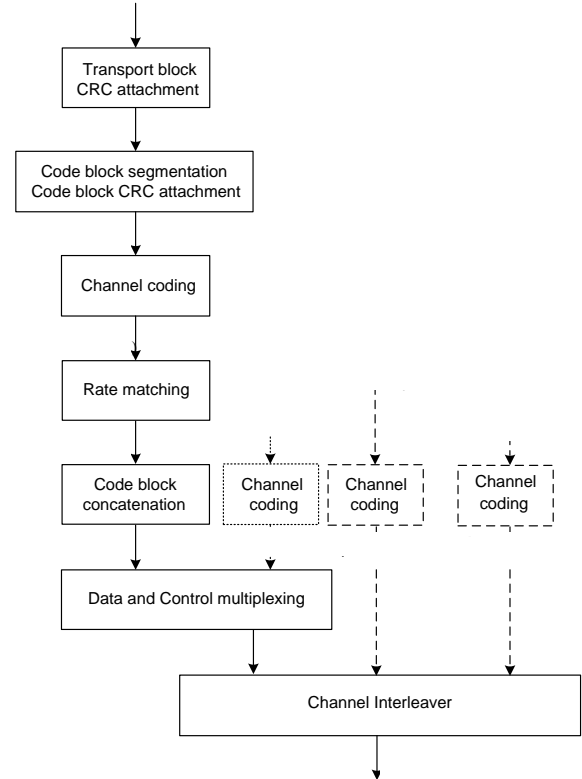 Transport block
CRC attachment
Code block segmentation
Code block CRC attachment
Channel coding
Rate matching
Code block
concatenation
Channel
coding
Channel
coding
Channel
coding
Data and Control multiplexing
Channel Interleaver